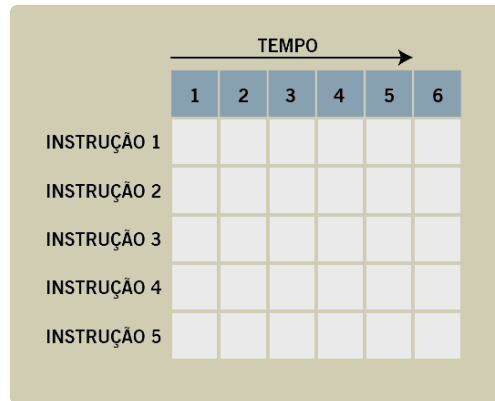 TEMPO
1 2 3 4 5 6
INSTRUÇÃO 1
INSTRUÇÃO 2
INSTRUÇÃO 3
INSTRUÇÃO 4
INSTRUÇÃO 5